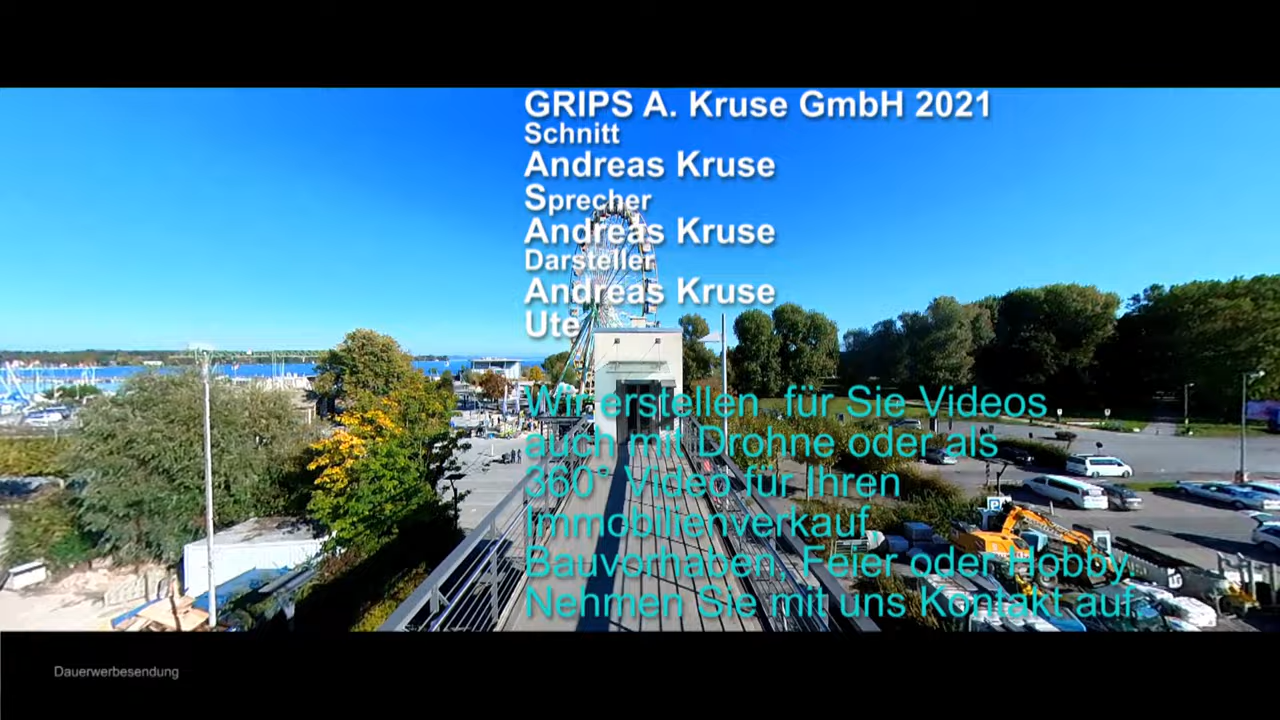 GRIPS A. Kruse GmbH 2021
Schnitt
Andreas Kruse
Sprecher
Andreas Kruse
Darsteller
Andreas Kruse
Ute
Wir erstellen für Sie Videos
auch mit Drohne oder als
360° Video für Ihren
Immobilienverkauf
Bauvorhaben, Feier oder Hobby
Nehmen Sie mit uns Kontakt auf.
P
Dauerwerbesendung